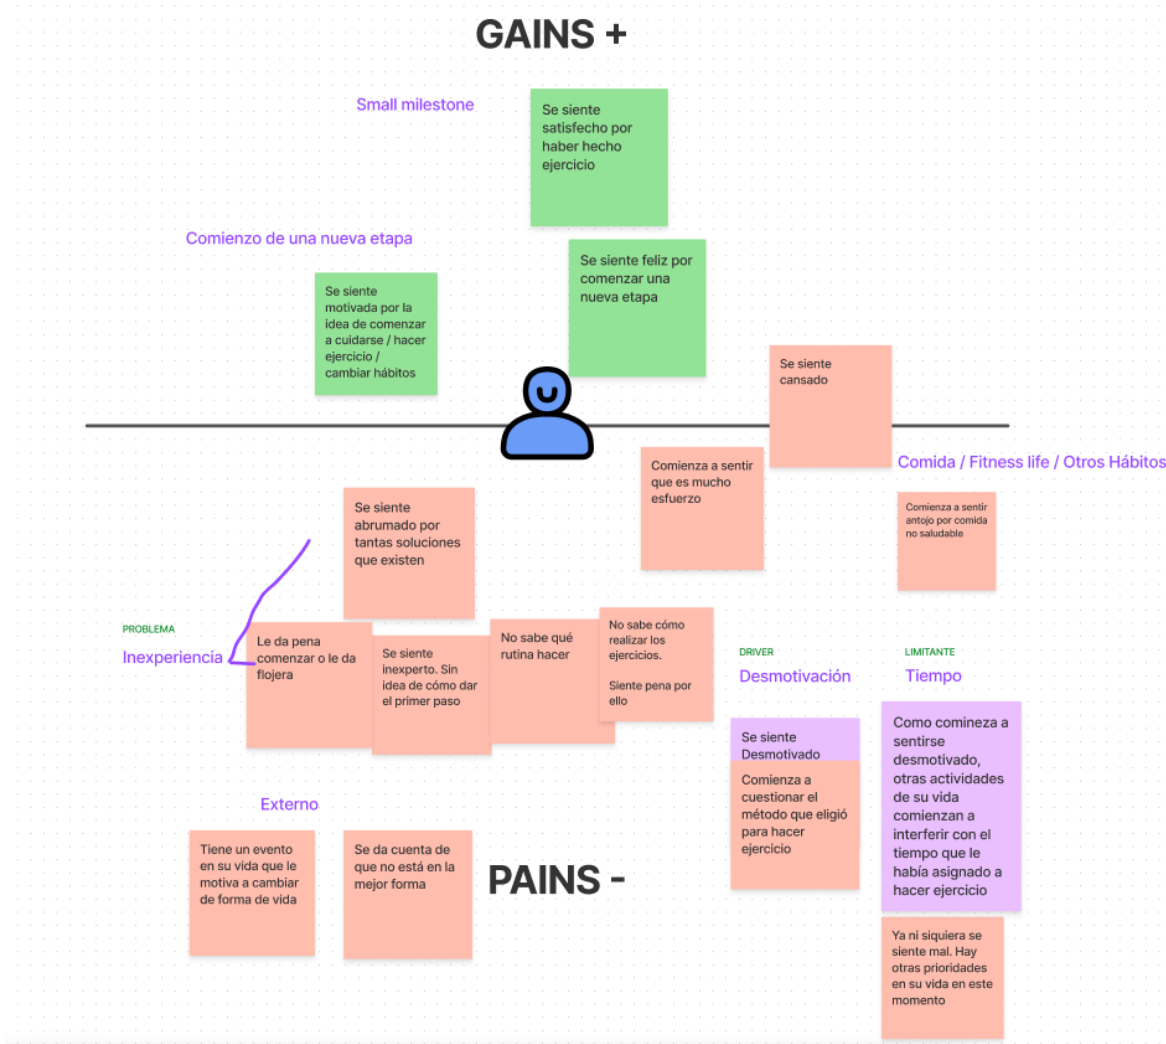 GAINS +
Small milestone
Se siente
satisfecho por
haber hecho
ejercicio
Comienzo de una nueva etapa
Se siente
motivada por la
idea de comenzar
a cuidarse / hacer
ejercicio /
cambiar hábitos
Se siente feliz por
comenzar una
nueva etapa
Se siente
cansado
Comienza a sentir
que es mucho
esfuerzo
Comida / Fitness life / Otros Hábitos
Comienza a sentir
antojo por comida
no saludable
Se siente
abrumado por
tantas soluciones
que existen
PROBLEMA
Inexperiencia
Le da pena
comenzar o le da
flojera
Se siente
inexperto. Sin
idea de cómo dar
el primer paso
No sabe qué
rutina hacer
No sabe cómo
realizar los
ejercicios.
Siente pena por
ello
DRIVER
Desmotivación
LIMITANTE
Tiempo
Se siente
Desmotivado
Comienza a
cuestionar el
método que eligió
para hacer
ejercicio
Como comineza a
sentirse
desmotivado,
otras actividades
de su vida
comienzan a
interferir con el
tiempo que le
había asignado a
hacer ejercicio
Externo
Tiene un evento
en su vida que le
motiva a cambiar
de forma de vida
Se da cuenta de
que no está en la
mejor forma
PAINS -
Ya ni siquiera se
siente mal. Hay
otras prioridades
en su vida en este
momento